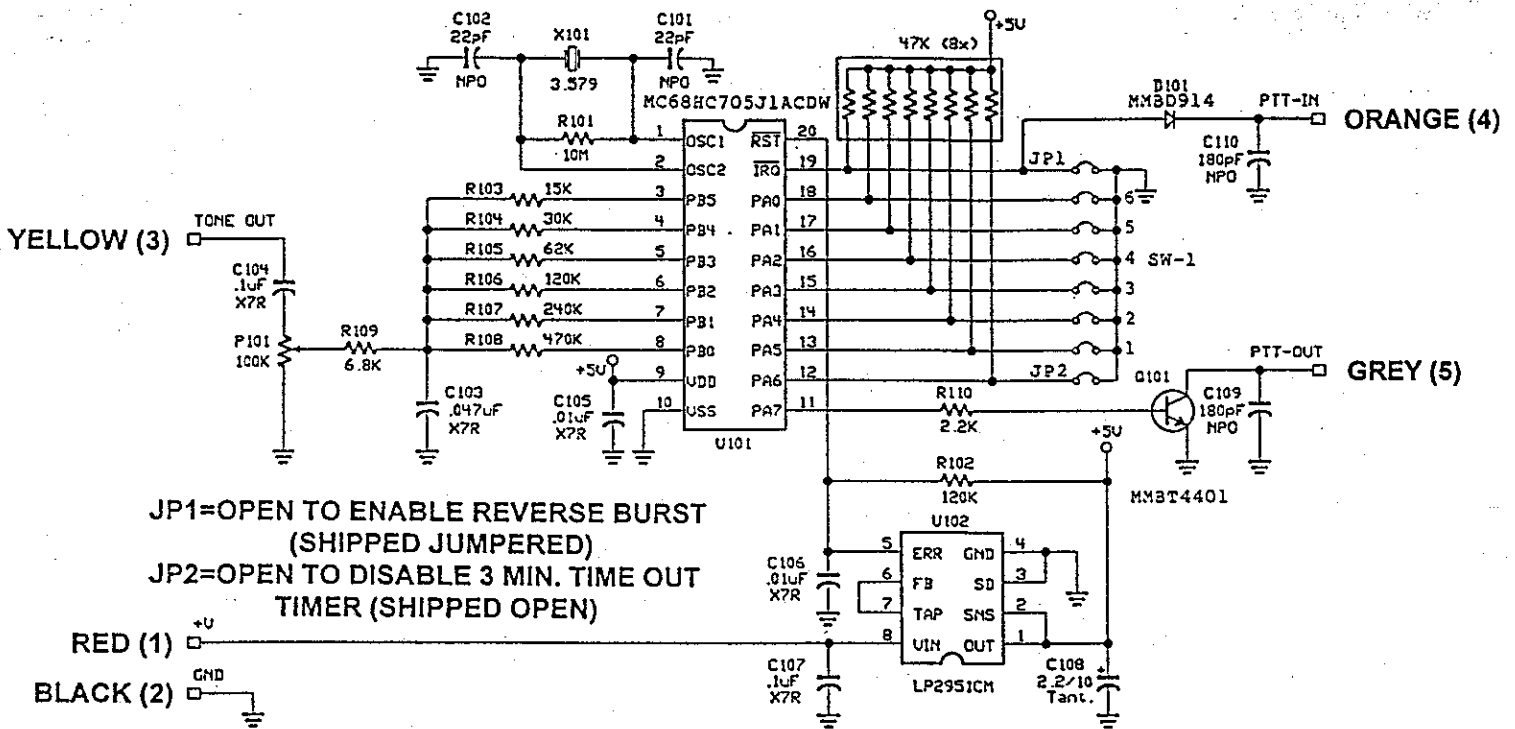 C102
22pF
NPO
X101
3.579
C101
22pF
NPO
R101
10M
MC68HC705J1ACDW
47K (8x)
+5V
D101
MMBD914
PTT-IN
ORANGE (4)
C110
180pF
NPO
1 OSC1
2 OSC2
3 PB5
4 PB4
5 PB3
6 PB2
7 PB1
8 PB0
9 VDD
10 VSS
RST 20
IRQ 19
PA0 18
PA1 17
PA2 16
PA3 15
PA4 14
PA5 13
PA6 12
PA7 11
U101
JP1
6
5
4 SW-1
3
2
1
JP2
R103 15K
R104 30K
R105 62K
R106 120K
R107 240K
R108 470K
YELLOW (3)
TONE OUT
C104
.1uF
X7R
P101
100K
R109
6.8K
C103
.047uF
X7R
+5V
C105
.01uF
X7R
R110
2.2K
Q101
MMBT4401
PTT-OUT
GREY (5)
C109
180pF
NPO
+5V
R102
120K
U102
5 ERR
6 FB
7 TAP
8 VIN
GND 4
SD 3
SNS 2
OUT 1
LP2951CM
C106
.01uF
X7R
C107
.1uF
X7R
C108
2.2/10
Tant.
+
JP1=OPEN TO ENABLE REVERSE BURST
(SHIPPED JUMPERED)
JP2=OPEN TO DISABLE 3 MIN. TIME OUT
TIMER (SHIPPED OPEN)
RED (1)
+V
BLACK (2)
GND